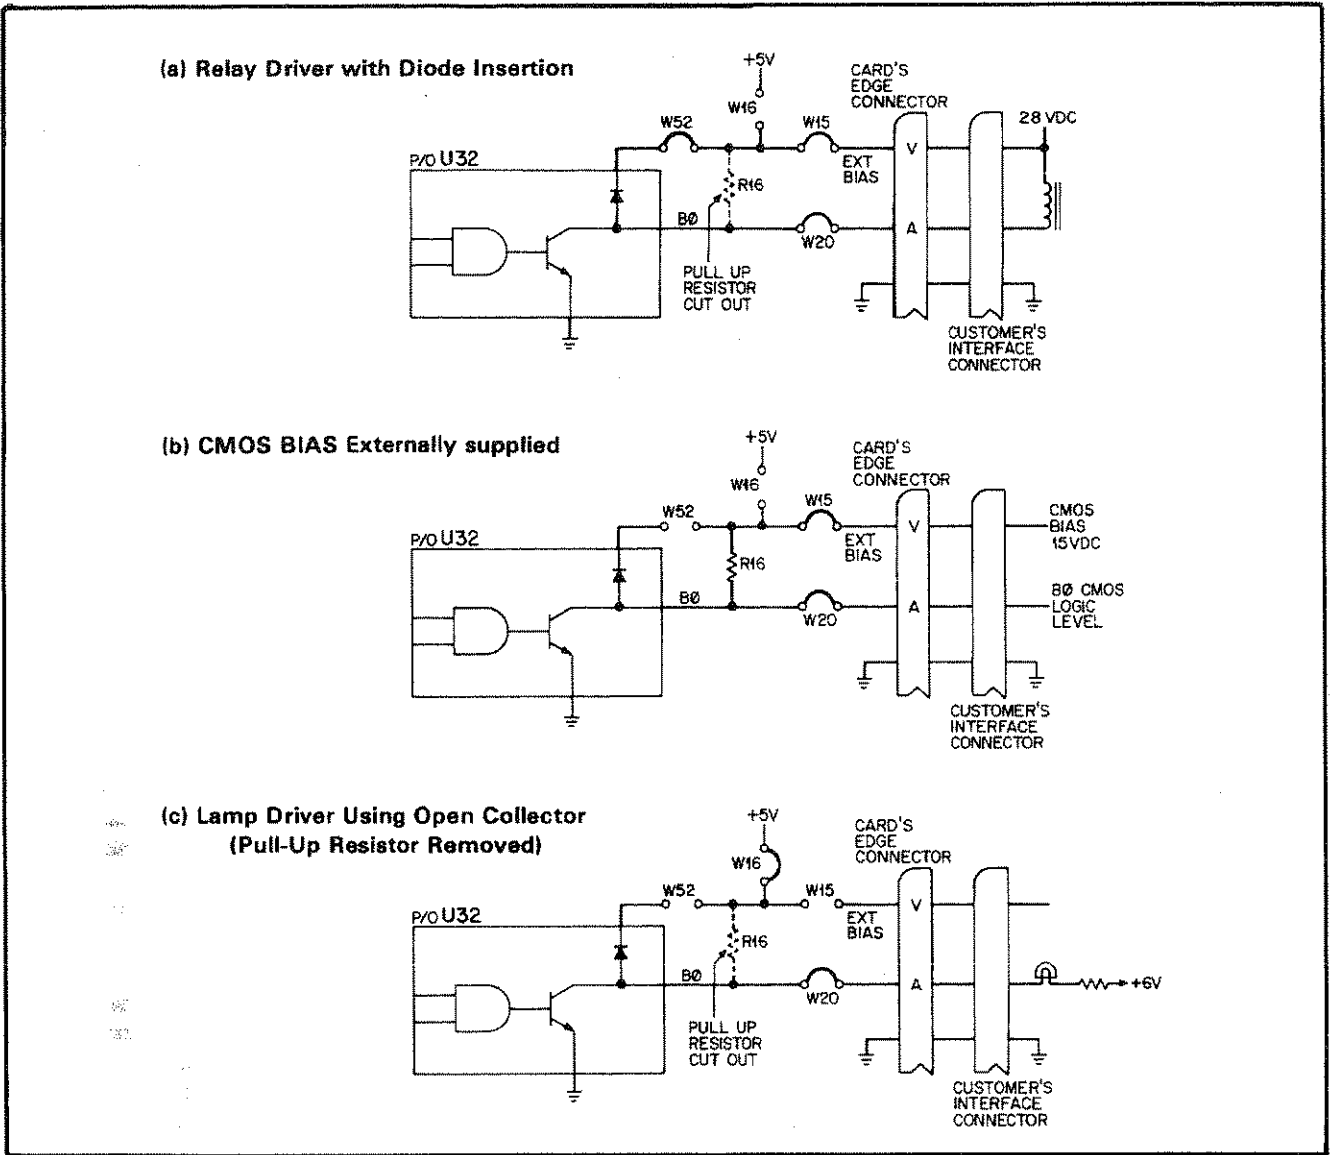 (a) Relay Driver with Diode Insertion
+5V
CARD'S
EDGE
CONNECTOR
W16
28 VDC
W52
W15
P/O U32
V
EXT
BIAS
R16
BØ
A
W20
PULL UP
RESISTOR
CUT OUT
CUSTOMER'S
INTERFACE
CONNECTOR
(b) CMOS BIAS Externally supplied
+5V
CARD'S
EDGE
CONNECTOR
W16
W52
W15
CMOS
BIAS
15VDC
P/O U32
V
EXT
BIAS
R16
BØ
A
BØ CMOS
LOGIC
LEVEL
W20
CUSTOMER'S
INTERFACE
CONNECTOR
(c) Lamp Driver Using Open Collector
(Pull-Up Resistor Removed)
+5V
CARD'S
EDGE
CONNECTOR
W16
W52
W15
P/O U32
V
EXT
BIAS
R16
BØ
A
+6V
W20
PULL UP
RESISTOR
CUT OUT
CUSTOMER'S
INTERFACE
CONNECTOR